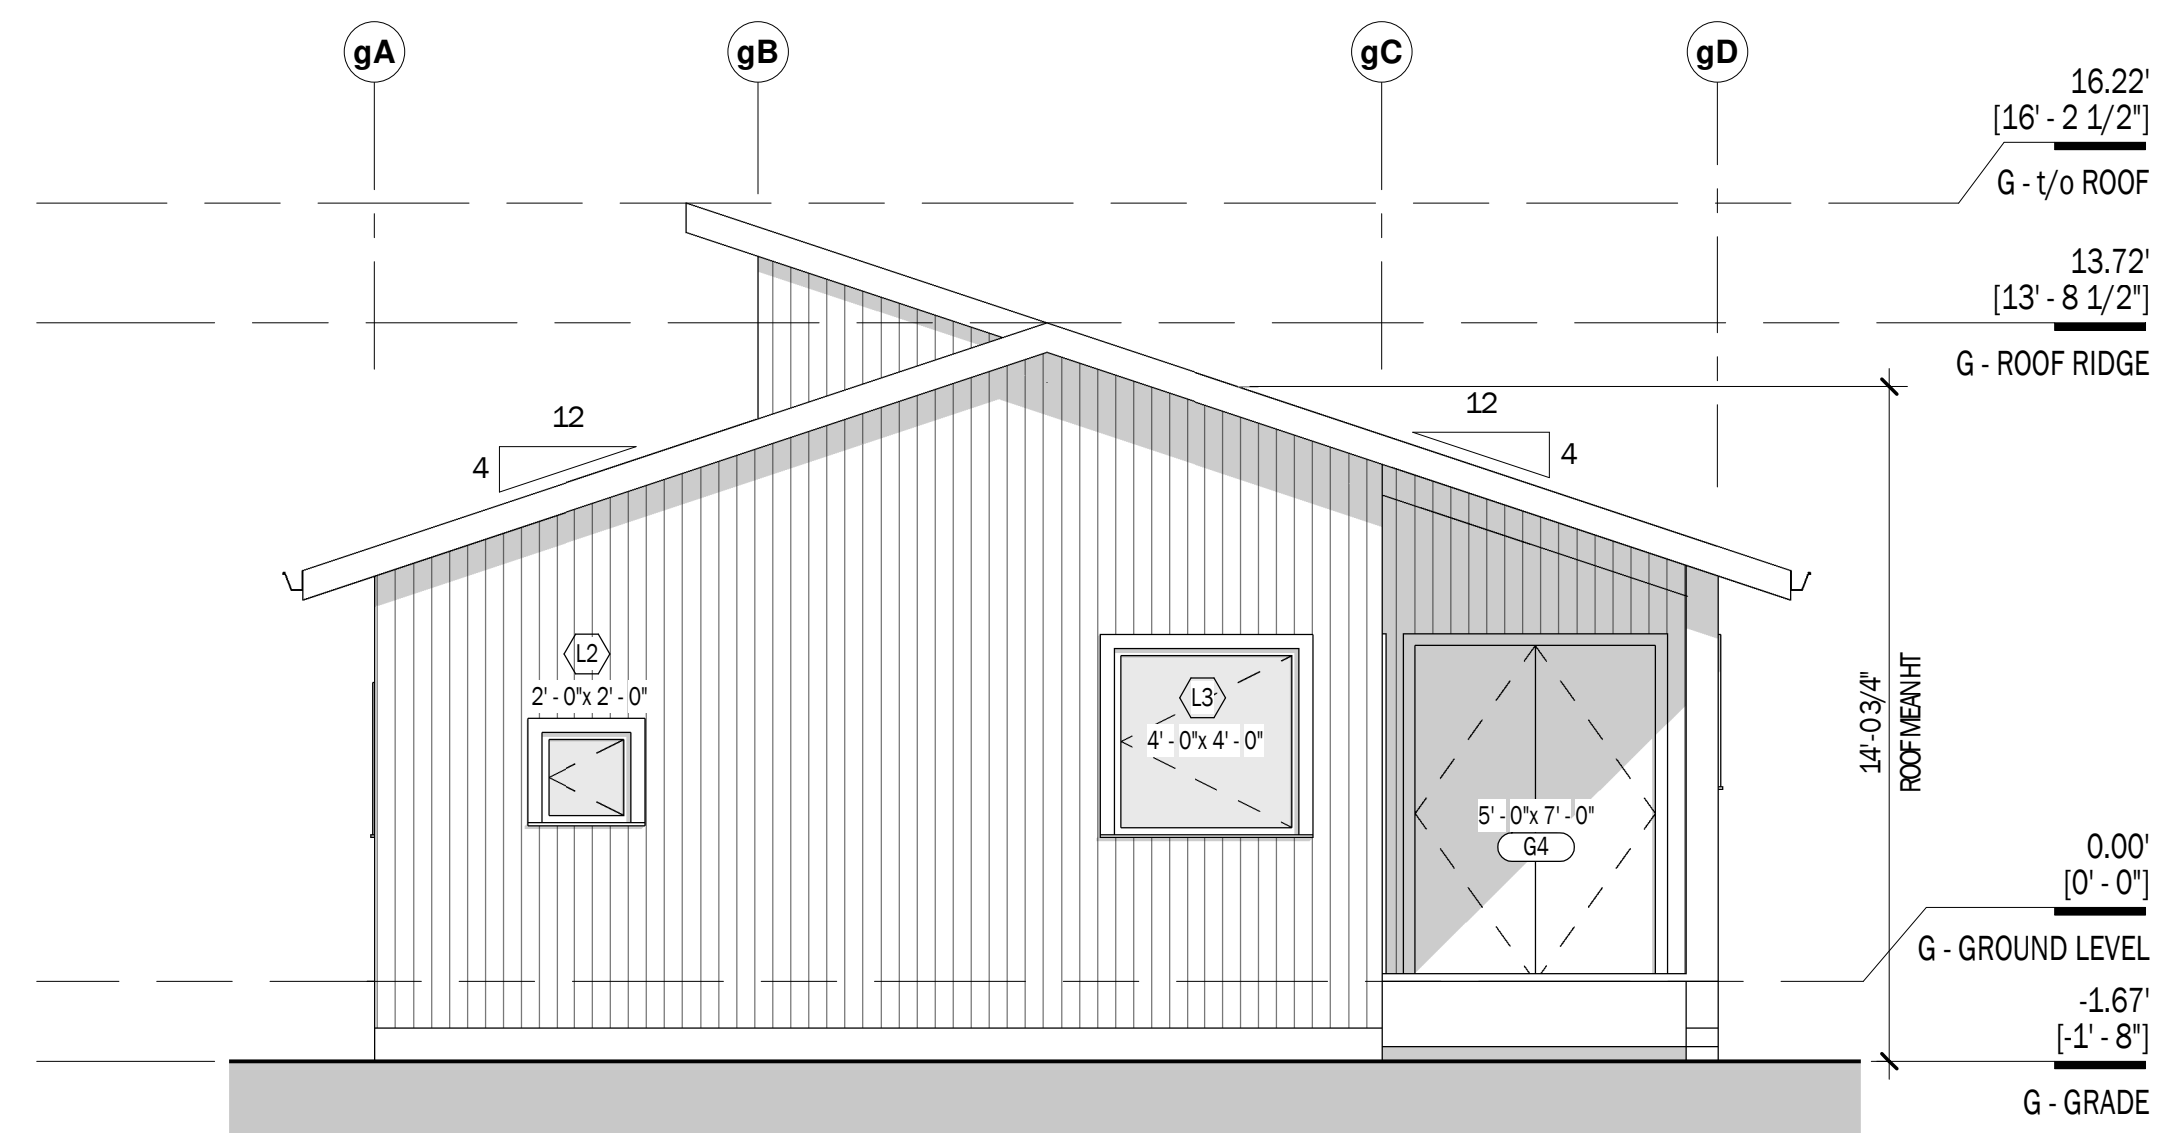 gA gB gC gD
16.22'
[16' - 2 1/2"]
G - t/o ROOF
13.72'
[13' - 8 1/2"]
G - ROOF RIDGE
12
4
12
4
L2
2' - 0"x 2' - 0"
L3
4' - 0"x 4' - 0"
5' - 0"x 7' - 0"
G4
14'-0 3/4"
ROOF MEAN HT
0.00'
[0' - 0"]
G - GROUND LEVEL
-1.67'
[-1' - 8"]
G - GRADE